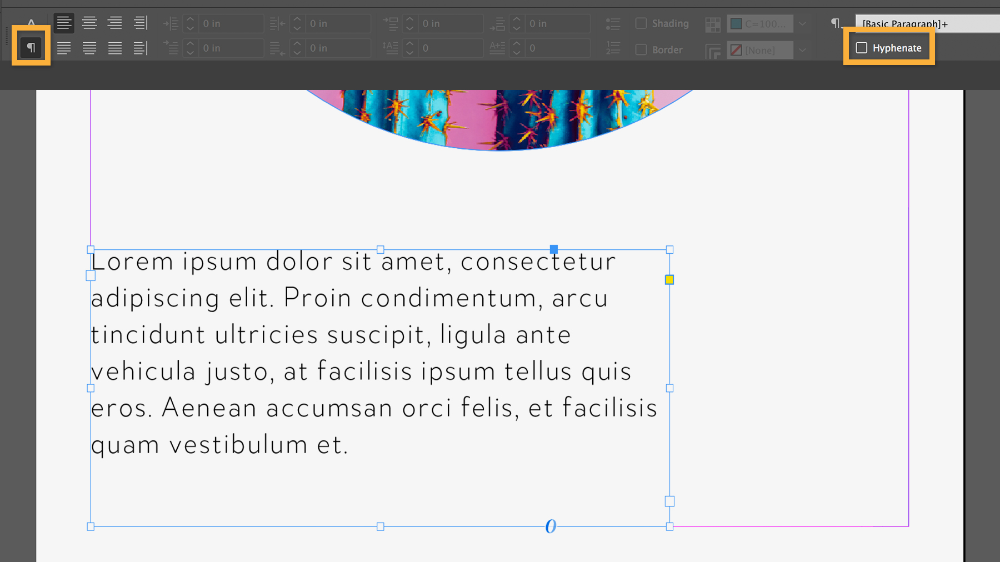 A
0 in
0 in
0 in
0 in
Shading
C=100...
[Basic Paragraph]+
¶
0 in
0 in
0
0
Border
[None]
Hyphenate
Lorem ipsum dolor sit amet, consectetur
adipiscing elit. Proin condimentum, arcu
tincidunt ultricies suscipit, ligula ante
vehicula justo, at facilisis ipsum tellus quis
eros. Aenean accumsan orci felis, et facilisis
quam vestibulum et.